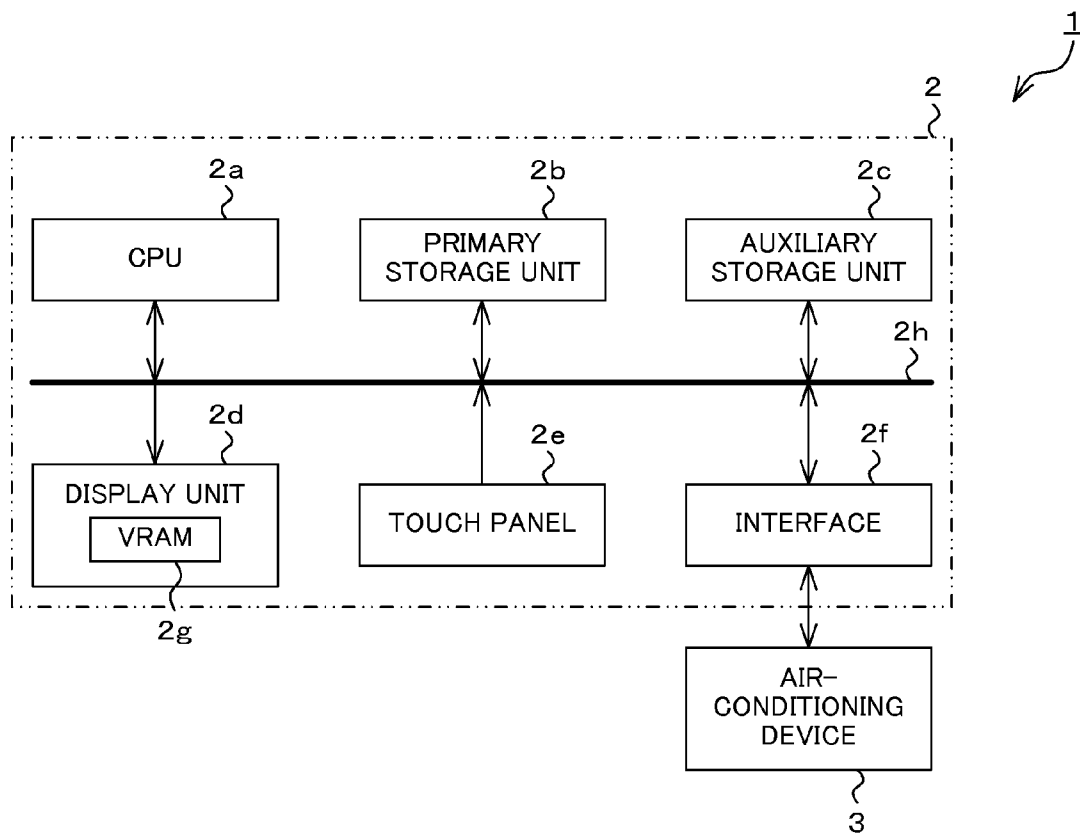 1
2
2a
2b
2c
CPU
PRIMARY
STORAGE UNIT
AUXILIARY
STORAGE UNIT
2h
2d
2e
2f
DISPLAY UNIT
VRAM
TOUCH PANEL
INTERFACE
2g
AIR-
CONDITIONING
DEVICE
3